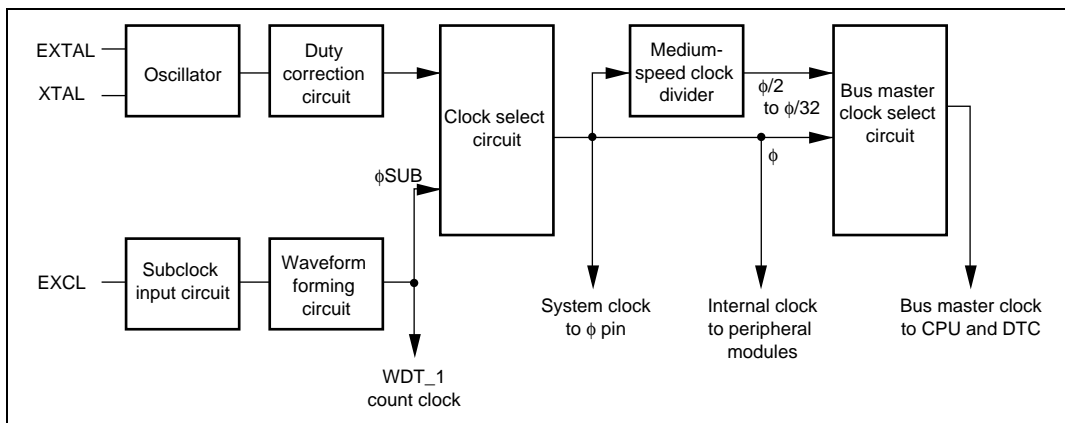 EXTAL
XTAL
Oscillator
Duty
correction
circuit
Clock select
circuit
Medium-
speed clock
divider
ϕ/2
to ϕ/32
Bus master
clock select
circuit
ϕ
ϕSUB
EXCL
Subclock
input circuit
Waveform
forming
circuit
WDT_1
count clock
System clock
to ϕ pin
Internal clock
to peripheral
modules
Bus master clock
to CPU and DTC